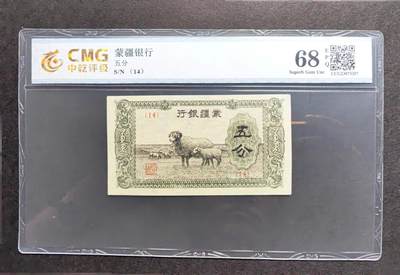 CMG
中乾评级
蒙疆银行
五分
S/N （14）
68
EPQ
Superb Gem Unc
(14)
行銀疆蒙
五分
(14)